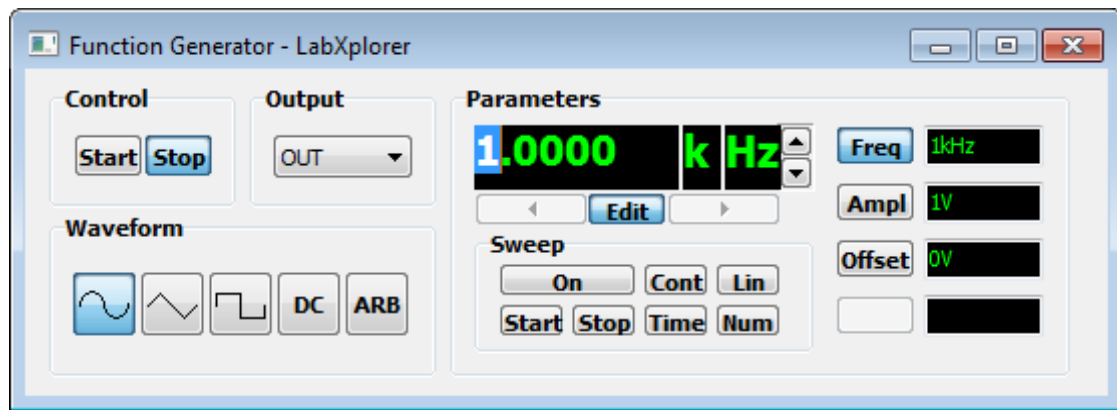 Function Generator - LabXplorer
Control
Start Stop
Output
OUT
Waveform
DC ARB
Parameters
1.0000 k Hz
Edit
Sweep
On Cont Lin
Start Stop Time Num
Freq 1kHz
Ampl 1V
Offset 0V